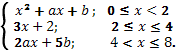 x² + ax + b ; 0 ≤ x < 2
3x + 2; 2 ≤ x ≤ 4
2ax + 5b; 4 < x ≤ 8.